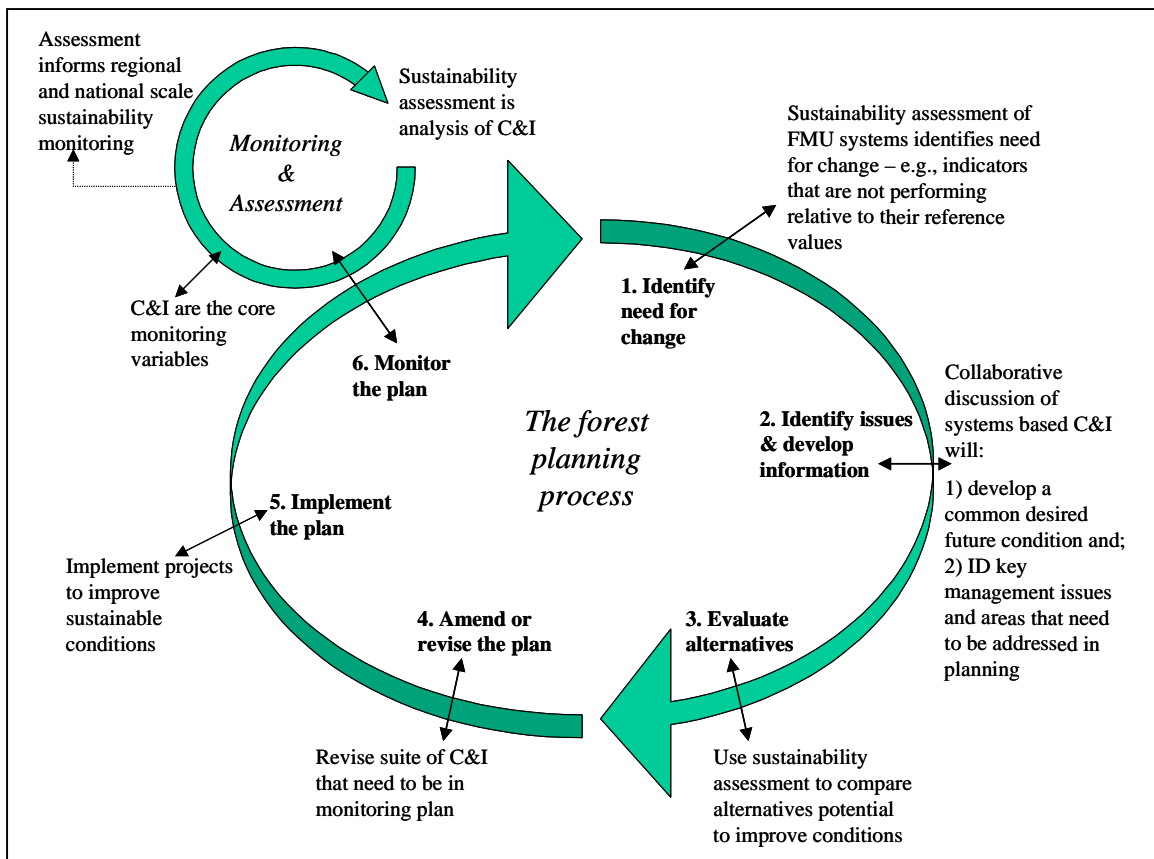 Assessment
informs regional
and national scale
sustainability
monitoring
Sustainability
assessment is
analysis of C&I
Monitoring
&
Assessment
C&I are the core
monitoring
variables
Sustainability assessment of
FMU systems identifies need
for change – e.g., indicators
that are not performing
relative to their reference
values
1. Identify
need for
change
6. Monitor
the plan
The forest
planning
process
2. Identify issues
& develop
information
Collaborative
discussion of
systems based C&I
will:
1) develop a
common desired
future condition and;
2) ID key
management issues
and areas that need
to be addressed in
planning
5. Implement
the plan
Implement projects
to improve
sustainable
conditions
4. Amend or
revise the plan
3. Evaluate
alternatives
Revise suite of C&I
that need to be in
monitoring plan
Use sustainability
assessment to compare
alternatives potential
to improve conditions